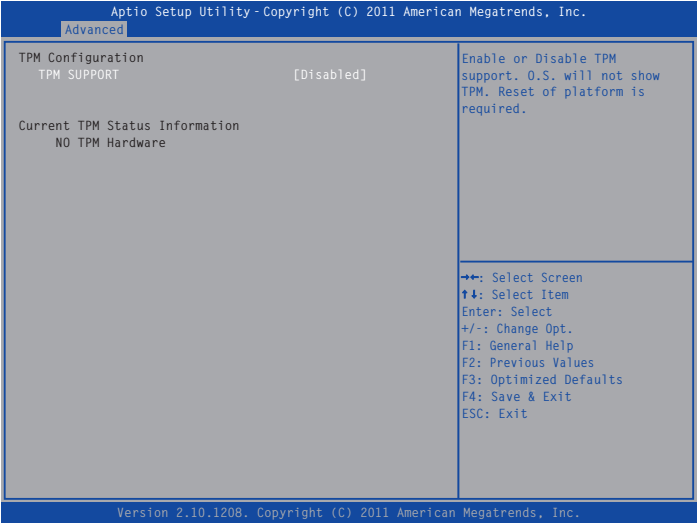 Aptio Setup Utility - Copyright (C) 2011 American Megatrends, Inc.
Advanced
TPM Configuration
TPM SUPPORT [Disabled]
Current TPM Status Information
NO TPM Hardware
Enable or Disable TPM
support. O.S. will not show
TPM. Reset of platform is
required.
→←: Select Screen
↑↓: Select Item
Enter: Select
+/-: Change Opt.
F1: General Help
F2: Previous Values
F3: Optimized Defaults
F4: Save & Exit
ESC: Exit
Version 2.10.1208. Copyright (C) 2011 American Megatrends, Inc.